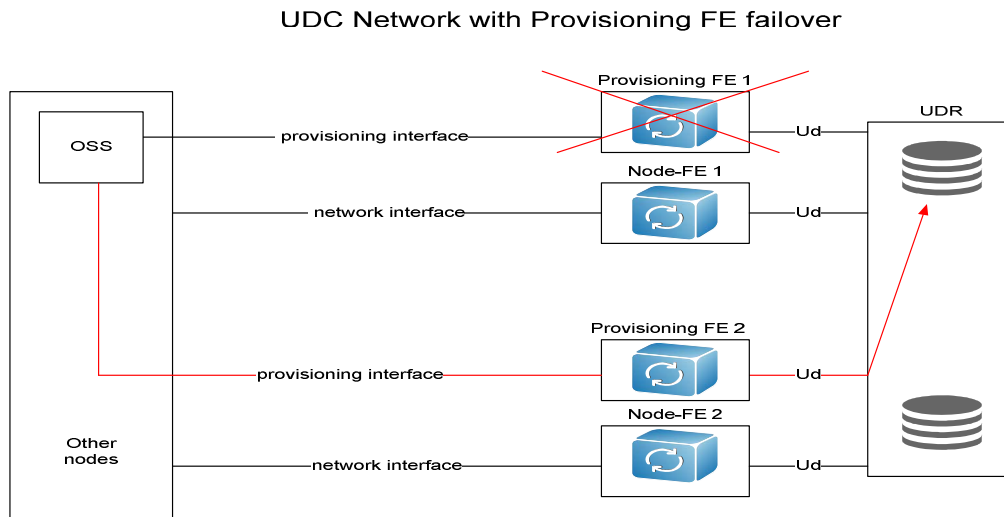 UDC Network with Provisioning FE failover
Provisioning FE 1
UDR
OSS
provisioning interface
Ud
Node-FE 1
network interface
Ud
Provisioning FE 2
provisioning interface
Ud
Node-FE 2
Other
nodes
network interface
Ud